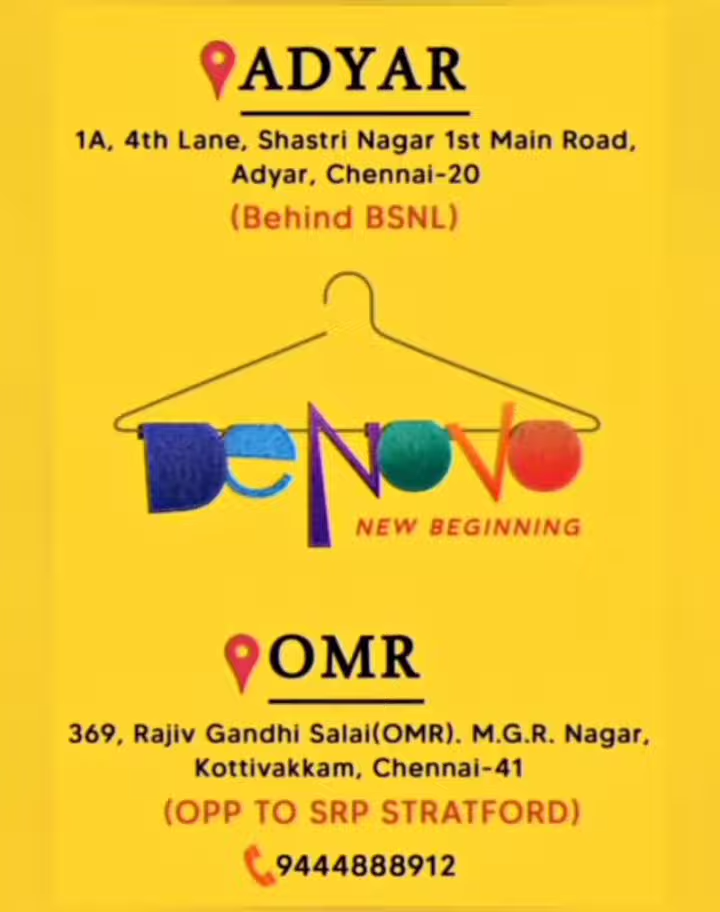 ADYAR
1A, 4th Lane, Shastri Nagar 1st Main Road,
Adyar, Chennai-20
(Behind BSNL)
DeNovo
NEW BEGINNING
OMR
369, Rajiv Gandhi Salai(OMR). M.G.R. Nagar,
Kottivakkam, Chennai-41
(OPP TO SRP STRATFORD)
9444888912